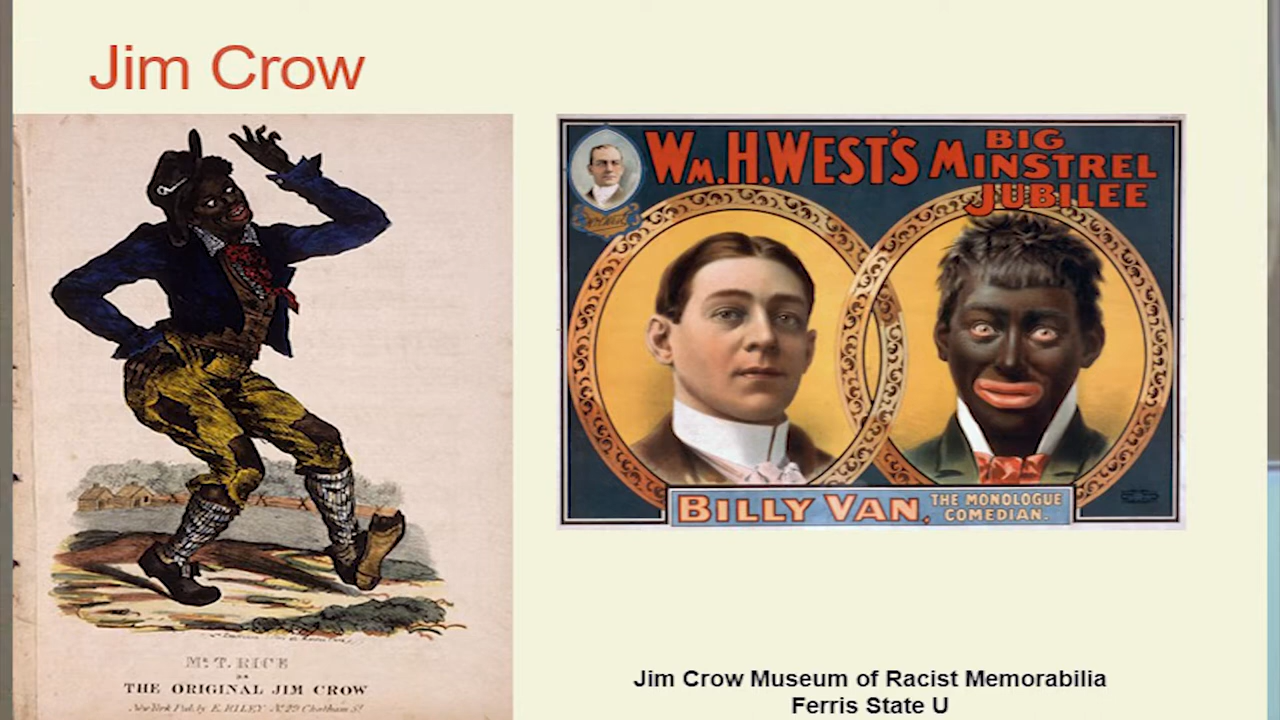 Jim Crow
Mr. T. RICE
AS
THE ORIGINAL JIM CROW
New York Pub. by E. RILEY No. 29 Chatham St
WM. H. WEST'S BIG
MINSTREL
JUBILEE
BILLY VAN, THE MONOLOGUE
COMEDIAN.
Jim Crow Museum of Racist Memorabilia
Ferris State U